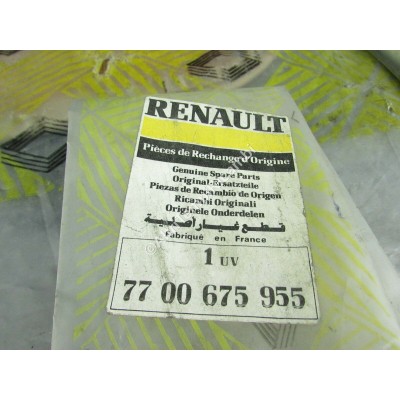 RENAULT
Pièces de Rechange d'Origine
Genuine Spare Parts
Original-Ersatzteile
Piezas de Recambio de Origen
Ricambi Originali
Originele Onderdelen
قطع غيار أصلية
Fabriqué en France
1 UV
77 00 675 955